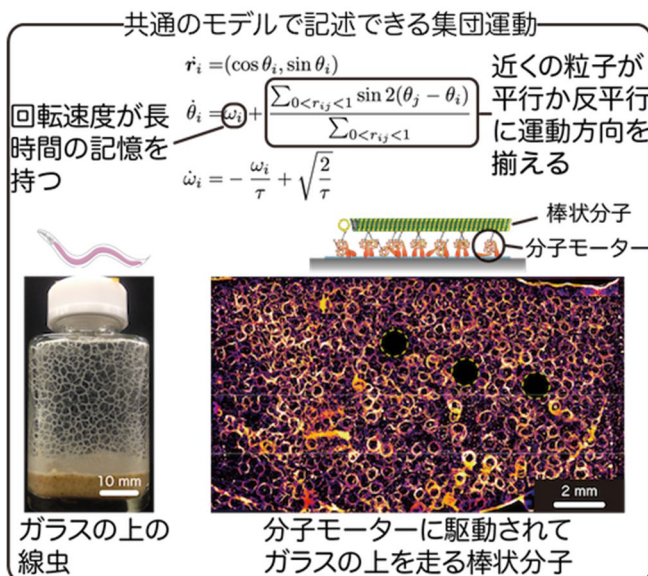 共通のモデルで記述できる集団運動
ṙᵢ = (cos θᵢ, sin θᵢ)
θ̇ᵢ = ωᵢ + ∑₀<rᵢⱼ<₁ sin 2(θⱼ − θᵢ) / ∑₀<rᵢⱼ<₁
ω̇ᵢ = − ωᵢ/τ + √(2/τ)
回転速度が長
時間の記憶を
持つ
近くの粒子が
平行か反平行
に運動方向を
揃える
棒状分子
分子モーター
10 mm
2 mm
ガラスの上の
線虫
分子モーターに駆動されて
ガラスの上を走る棒状分子